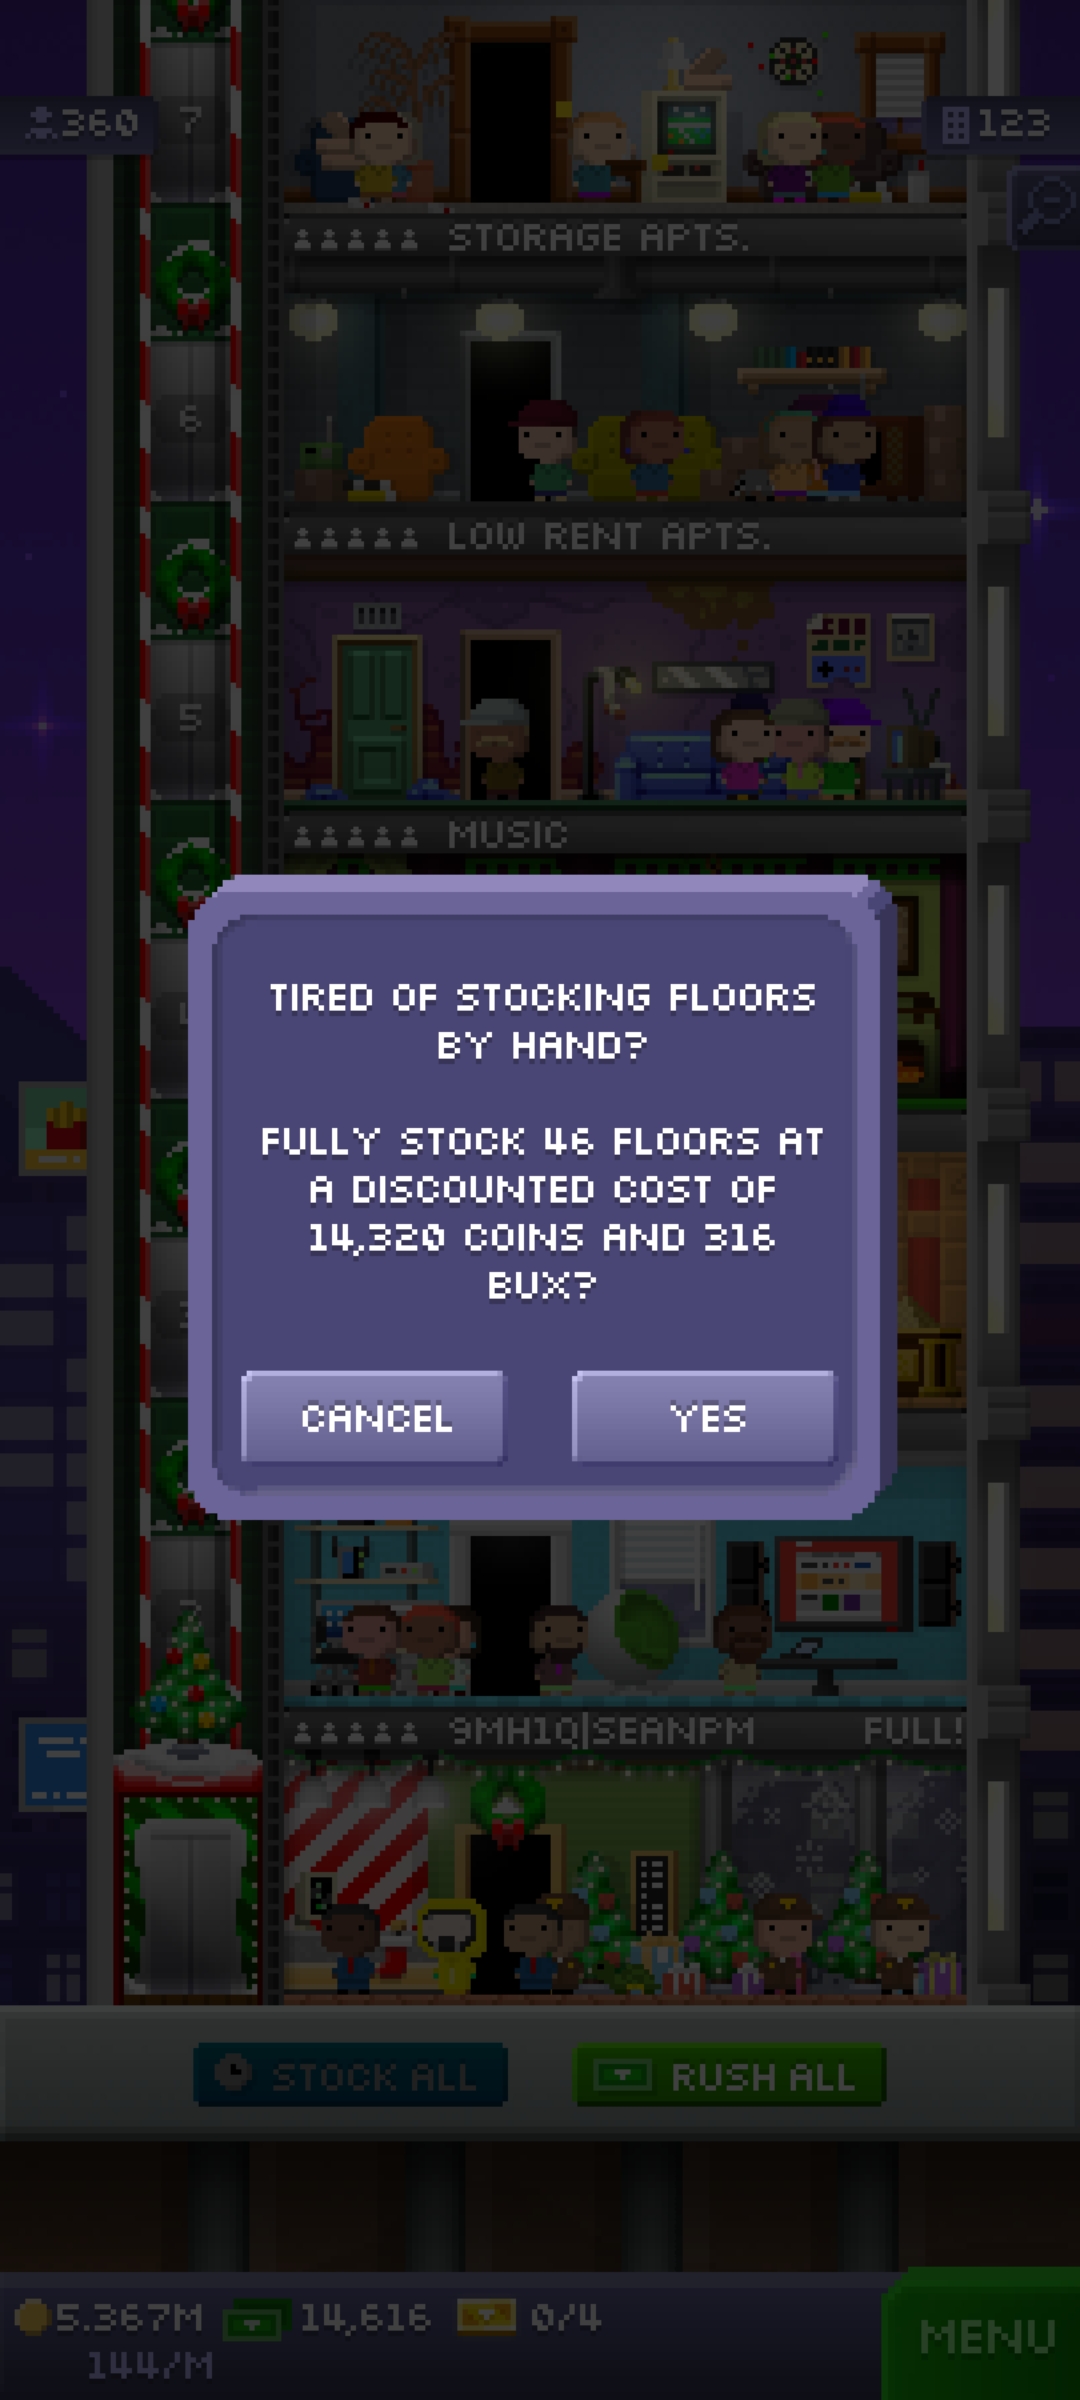 7
360
123
STORAGE APTS.
6
LOW RENT APTS.
5
MUSIC
TIRED OF STOCKING FLOORS
BY HAND?
FULLY STOCK 46 FLOORS AT
A DISCOUNTED COST OF
14,320 COINS AND 316
BUX?
CANCEL
YES
9MH1Q|SEANPM
FULL!
STOCK ALL
RUSH ALL
5.367M
14,616
0/4
144/M
MENU